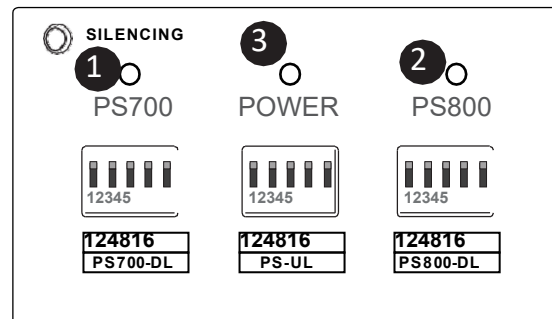 SILENCING
1 3 2
PS700 POWER PS800
12345 12345 12345
124816 124816 124816
PS700-DL PS-UL PS800-DL